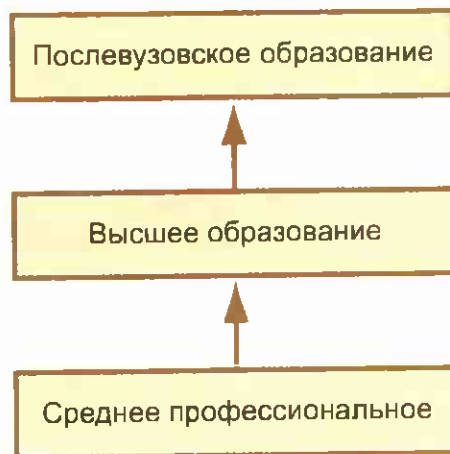 Послевузовское образование
Высшее образование
Среднее профессиональное